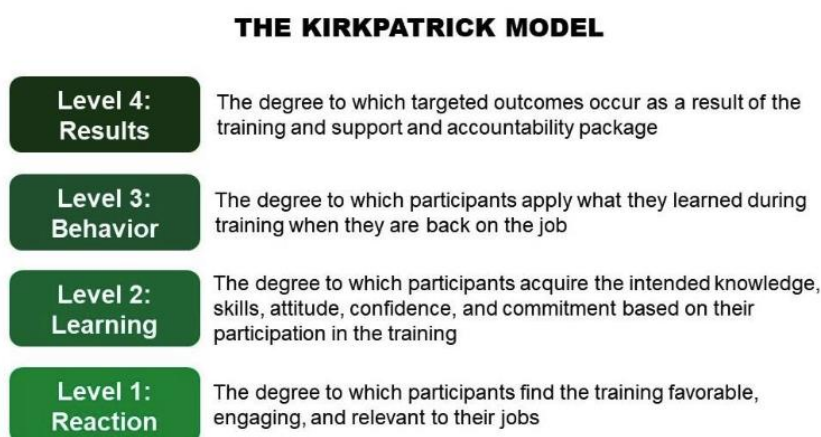 THE KIRKPATRICK MODEL
Level 4:
Results
The degree to which targeted outcomes occur as a result of the
training and support and accountability package
Level 3:
Behavior
The degree to which participants apply what they learned during
training when they are back on the job
Level 2:
Learning
The degree to which participants acquire the intended knowledge,
skills, attitude, confidence, and commitment based on their
participation in the training
Level 1:
Reaction
The degree to which participants find the training favorable,
engaging, and relevant to their jobs